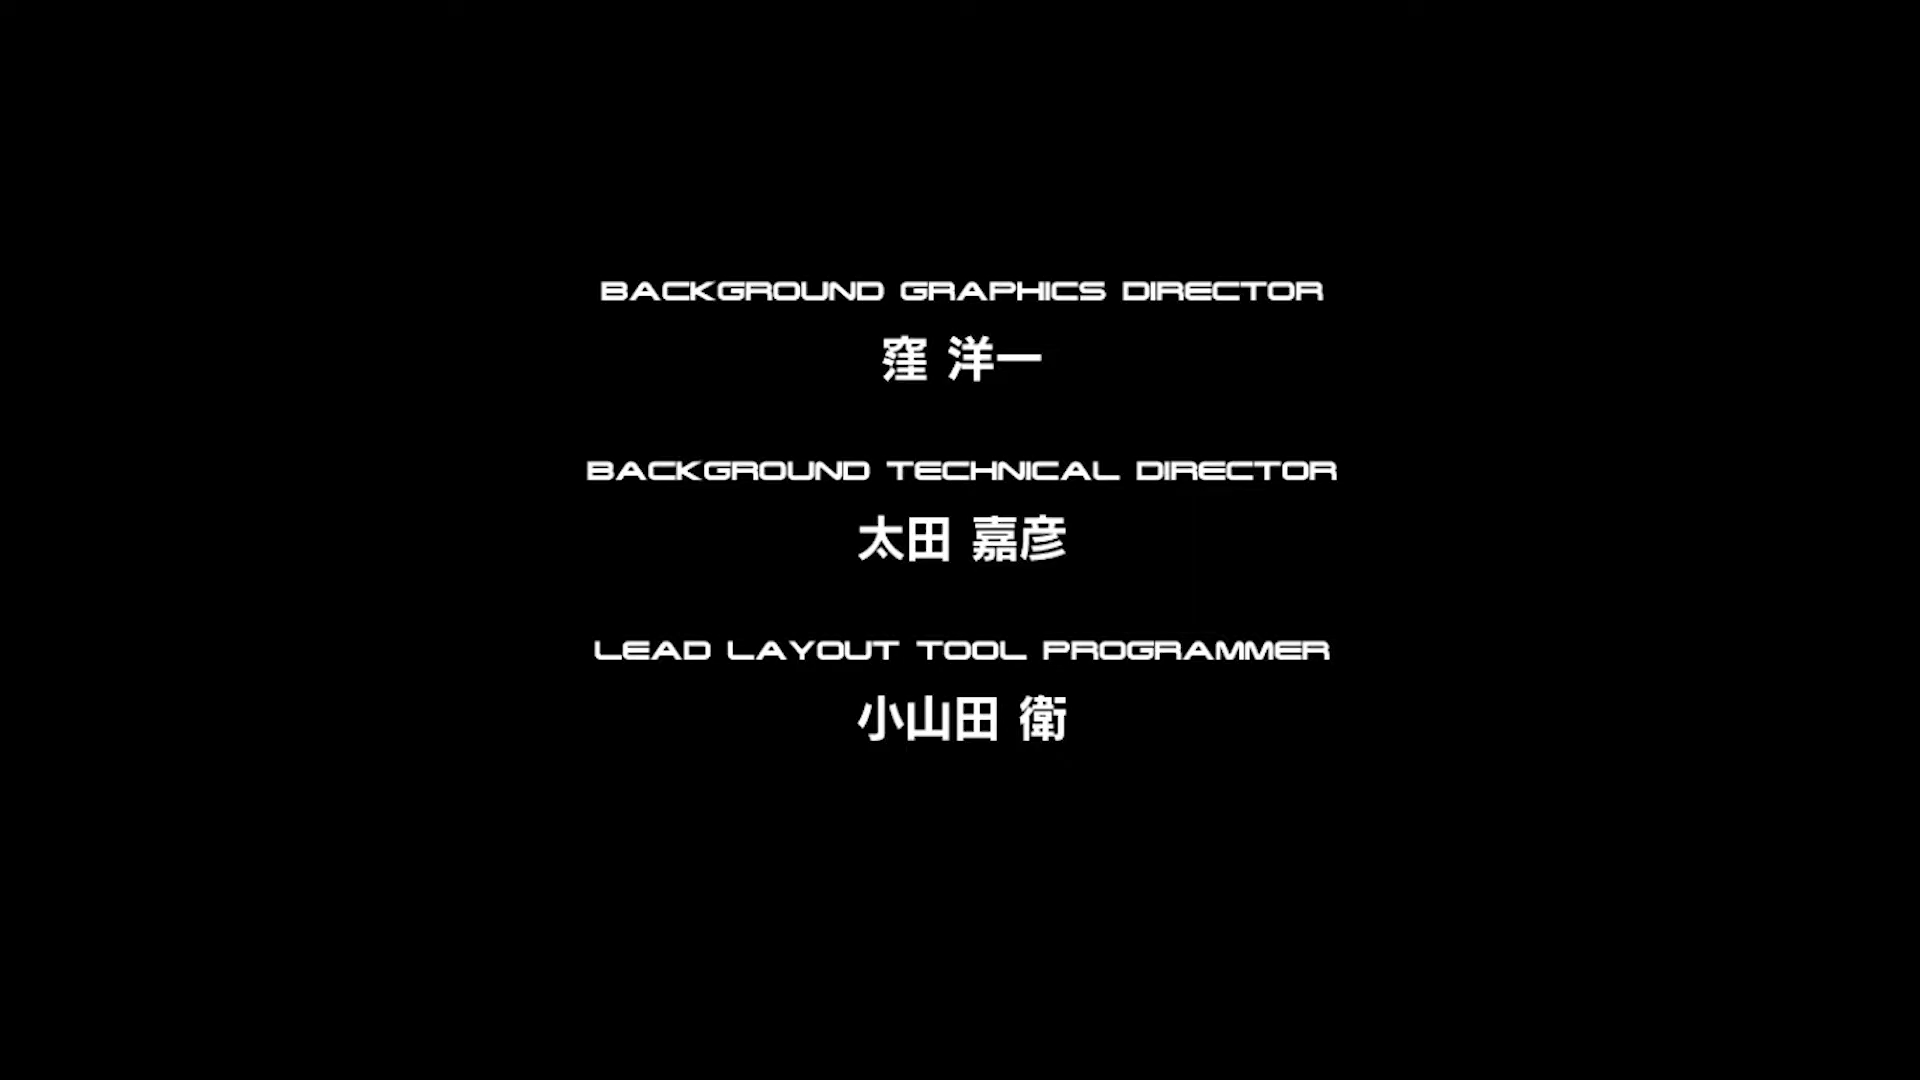 BACKGROUND GRAPHICS DIRECTOR
窪 洋一
BACKGROUND TECHNICAL DIRECTOR
太田 嘉彦
LEAD LAYOUT TOOL PROGRAMMER
小山田 衛